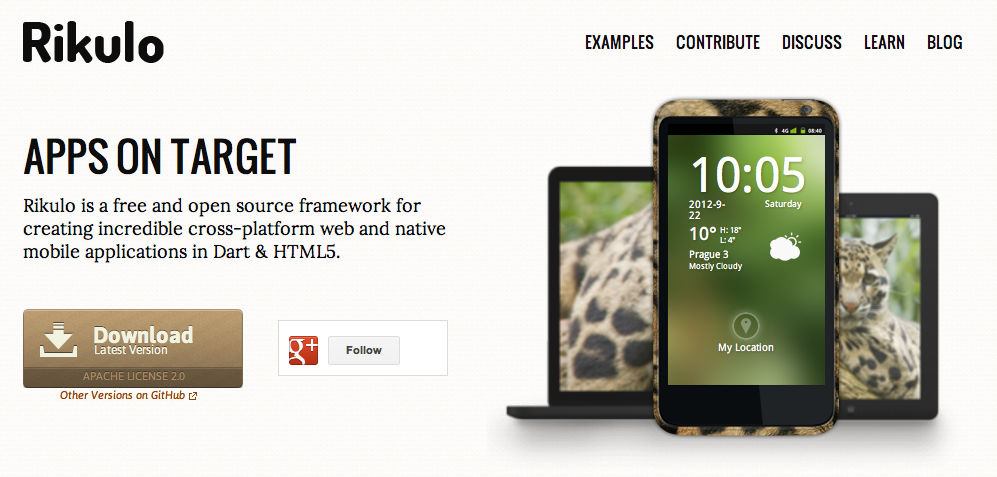 Rikulo
EXAMPLES CONTRIBUTE DISCUSS LEARN BLOG
APPS ON TARGET
Rikulo is a free and open source framework for
creating incredible cross-platform web and native
mobile applications in Dart & HTML5.
Download
Latest Version
APACHE LICENSE 2.0
Other Versions on GitHub
g+
Follow
4G 08:40
10:05
2012-9-
22
Saturday
10° H: 18°
L: 4°
Prague 3
Mostly Cloudy
My Location